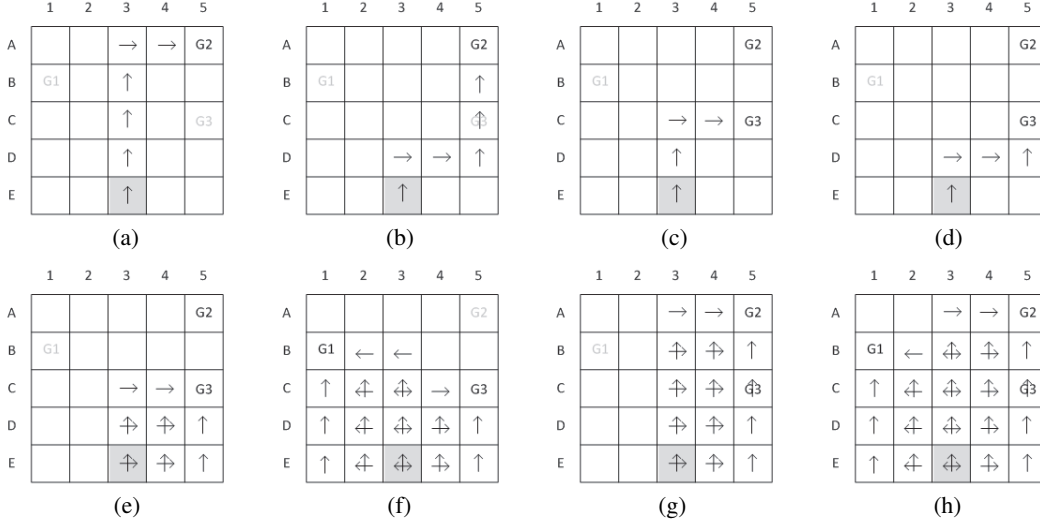 1 2 3 4 5 1 2 3 4 5 1 2 3 4 5 1 2 3 4 5
A → → G2 A G2 A G2 A G2
B G1 ↑ B G1 ↑ B G1 B G1
C ↑ G3 C G3 C → → G3 C G3
D ↑ D → → ↑ D ↑ D → → ↑
E ↑ E ↑ E ↑ E ↑
(a) (b) (c) (d)
1 2 3 4 5 1 2 3 4 5 1 2 3 4 5 1 2 3 4 5
A G2 A G2 A → → G2 A → → G2
B G1 B G1 ← ← B G1 B G1 ←
C → → G3 C G3 C G3 C G3
D D D D
E E E E
(e) (f) (g) (h)